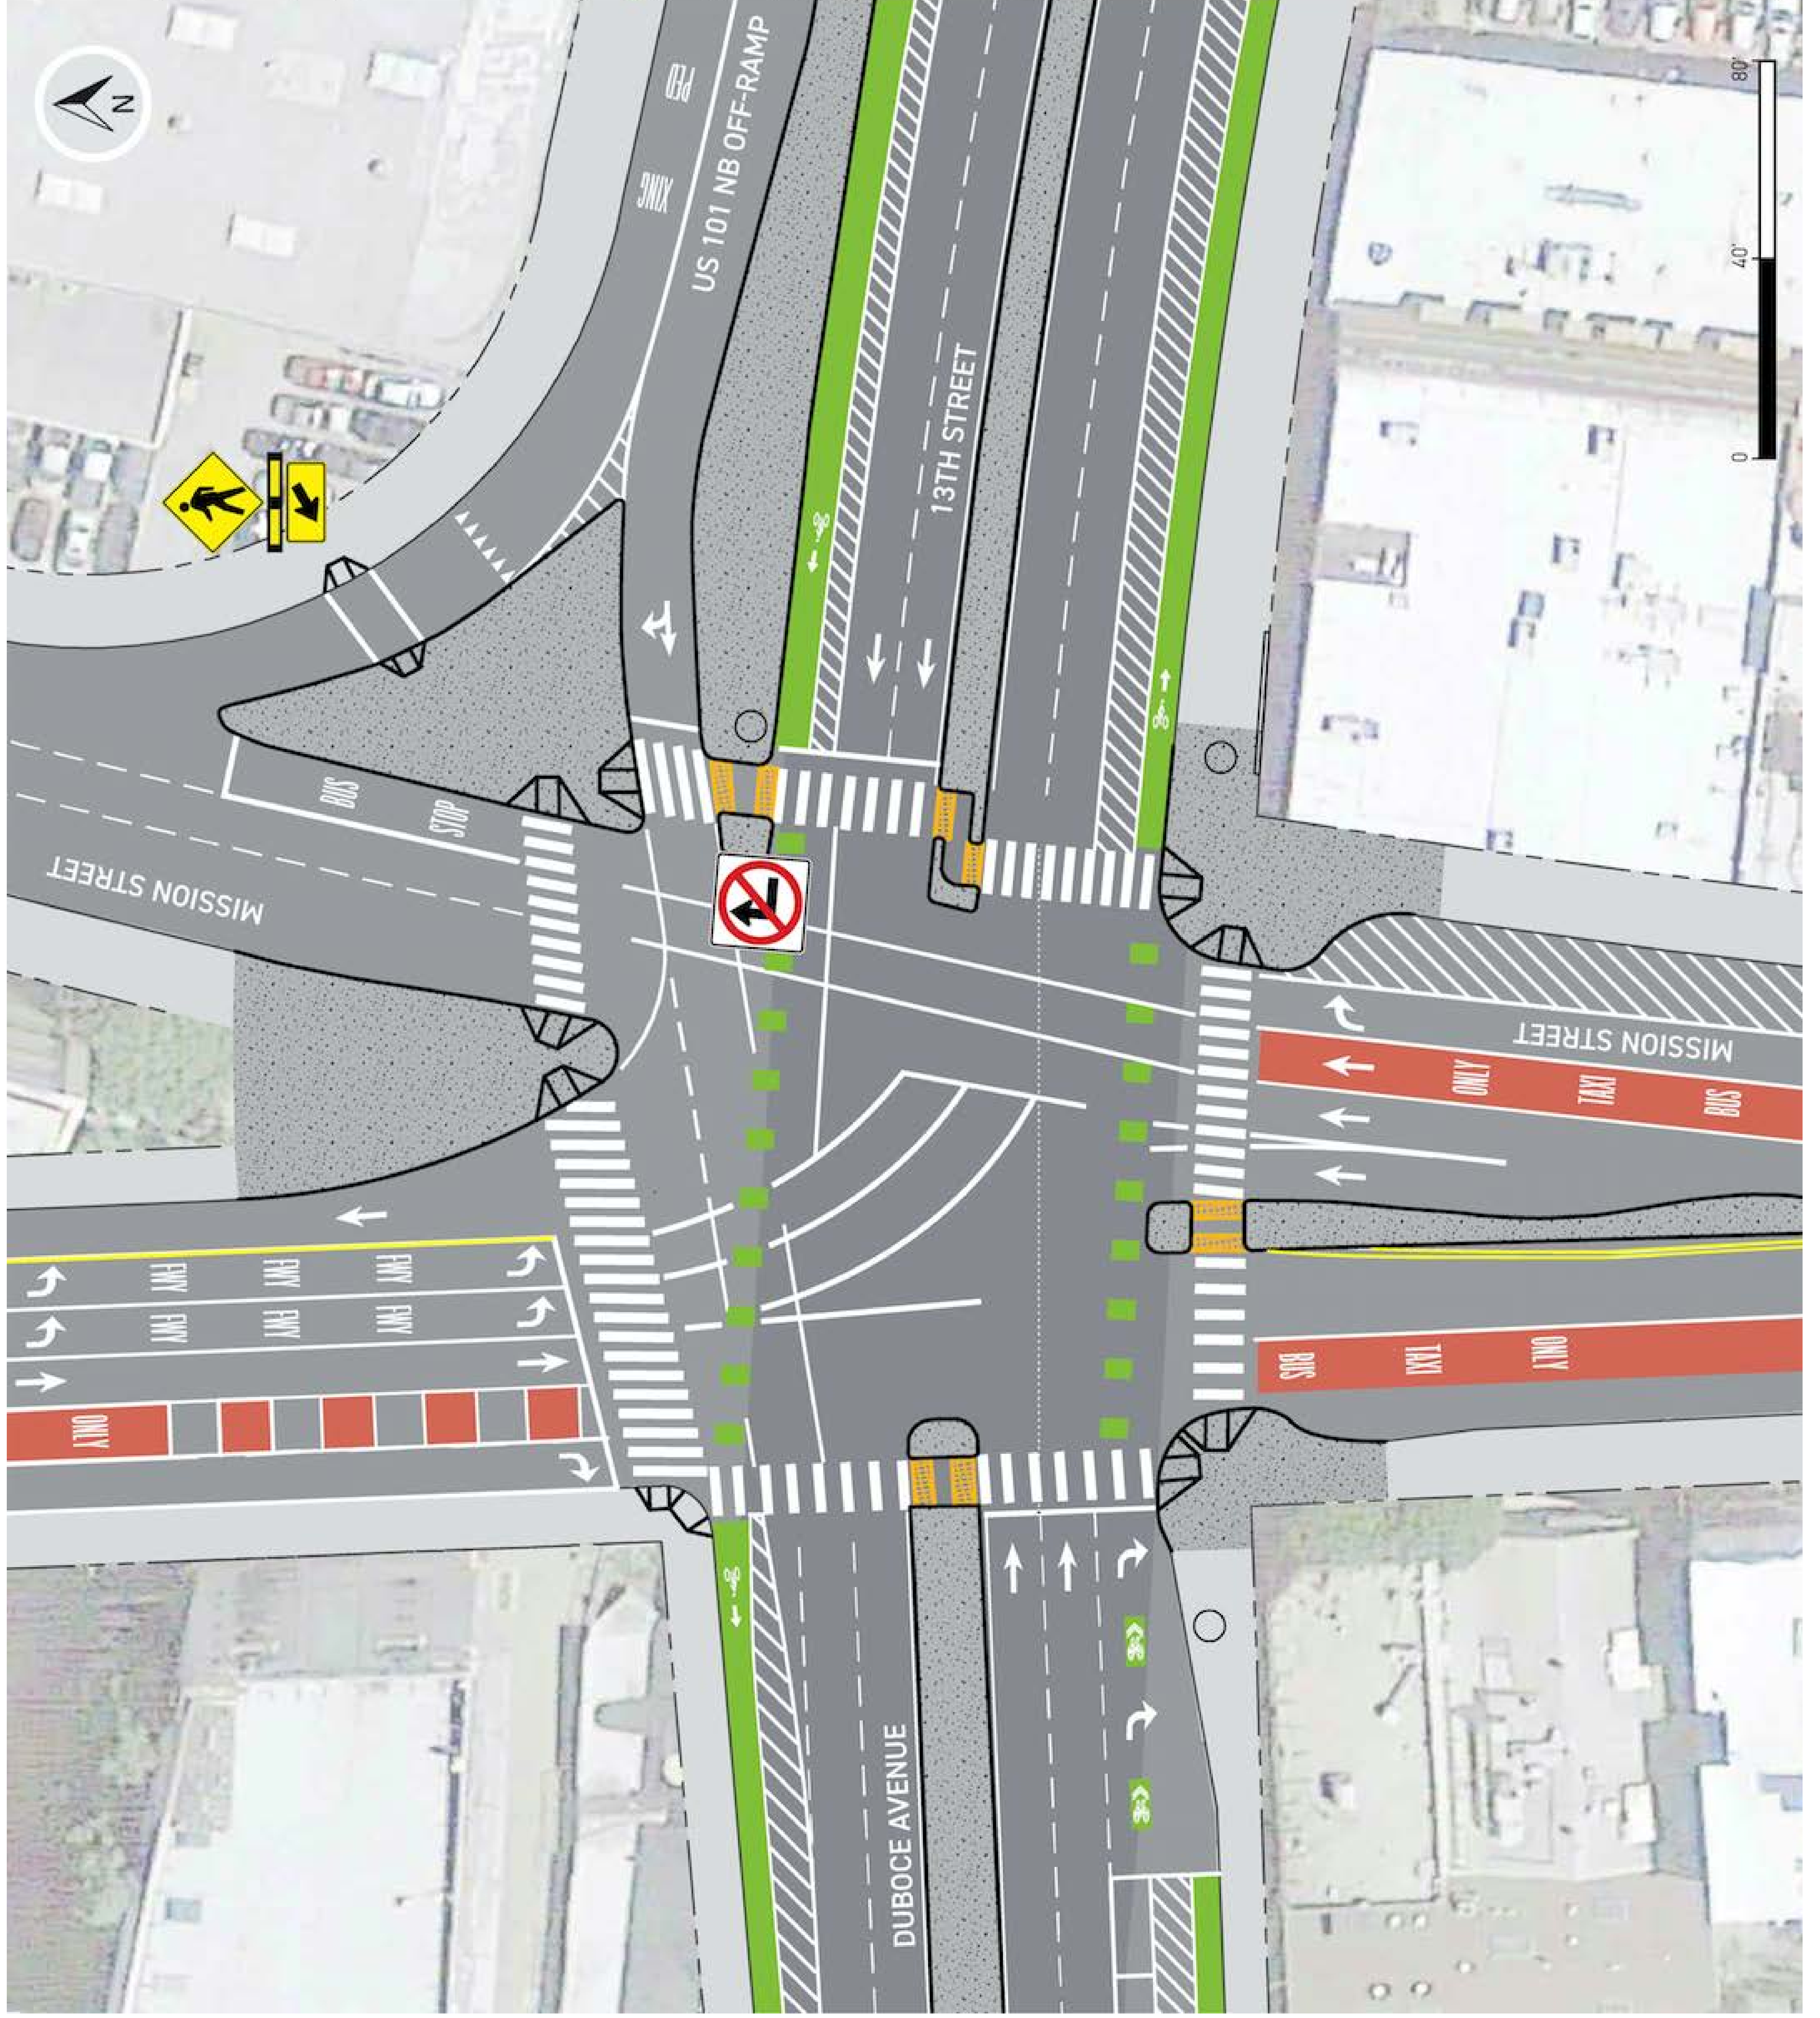 N
PED
XING
US 101 NB OFF-RAMP
80'
40'
0
13TH STREET
BUS
STOP
MISSION STREET
MISSION STREET
ONLY
TAXI
BUS
FWY
FWY
FWY
FWY
FWY
FWY
ONLY
BUS
TAXI
ONLY
DUBOCE AVENUE